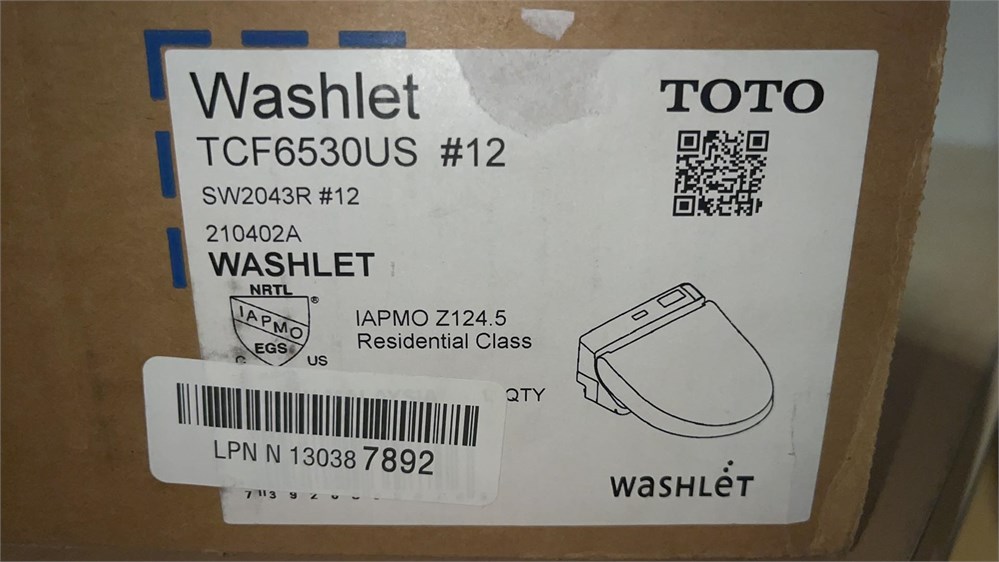 Washlet
TOTO
TCF6530US #12
SW2043R #12
210402A
WASHLET
NRTL
®
IAPMO
EGS
C US
IAPMO Z124.5
Residential Class
QTY
LPN N 13038 7892
WASHLET